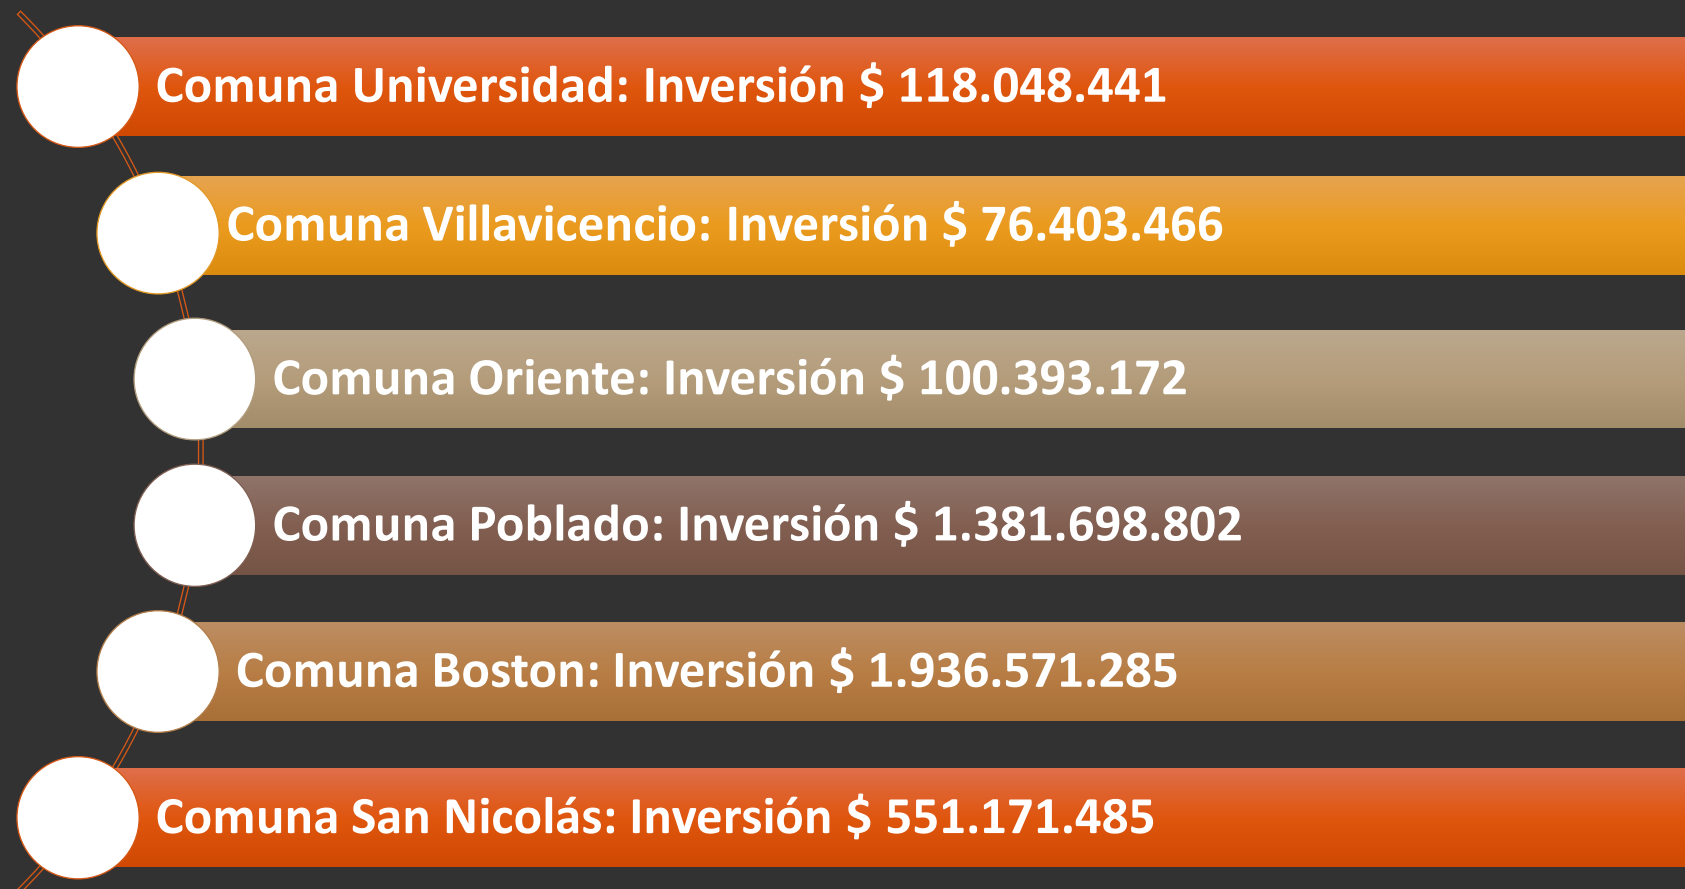 Comuna Universidad: Inversión $ 118.048.441
Comuna Villavicencio: Inversión $ 76.403.466
Comuna Oriente: Inversión $ 100.393.172
Comuna Poblado: Inversión $ 1.381.698.802
Comuna Boston: Inversión $ 1.936.571.285
Comuna San Nicolás: Inversión $ 551.171.485